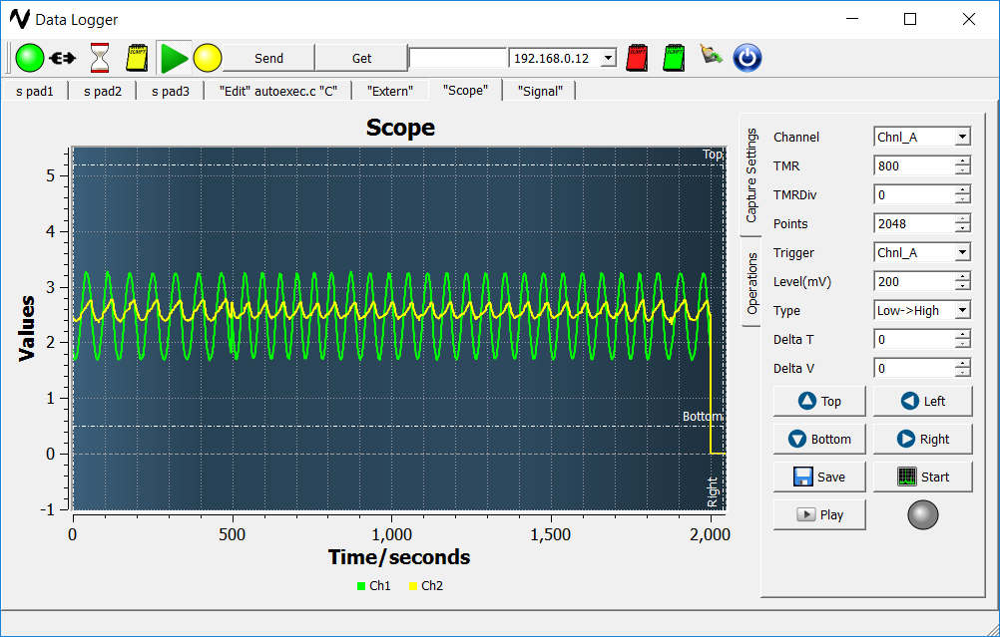 Data Logger
SCRIPT Send Get 192.168.0.12 SCRIPT SCRIPT
s pad1 s pad2 s pad3 "Edit" autoexec.c "C" "Extern" "Scope" "Signal"
Scope
Values
5
4
3
2
1
0
-1
Top
Bottom
Right
0 500 1,000 1,500 2,000
Time/seconds
Ch1 Ch2
Capture Settings
Operations
Channel Chnl_A
TMR 800
TMRDiv 0
Points 2048
Trigger Chnl_A
Level(mV) 200
Type Low->High
Delta T 0
Delta V 0
Top Left
Bottom Right
Save Start
Play